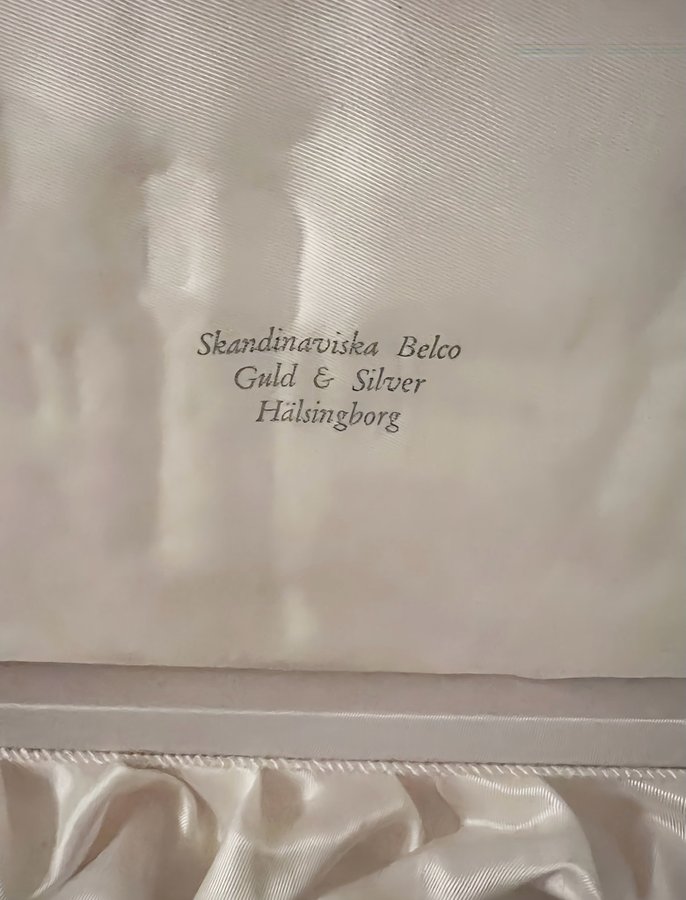 Skandinaviska Belco
Guld & Silver
Hälsingborg